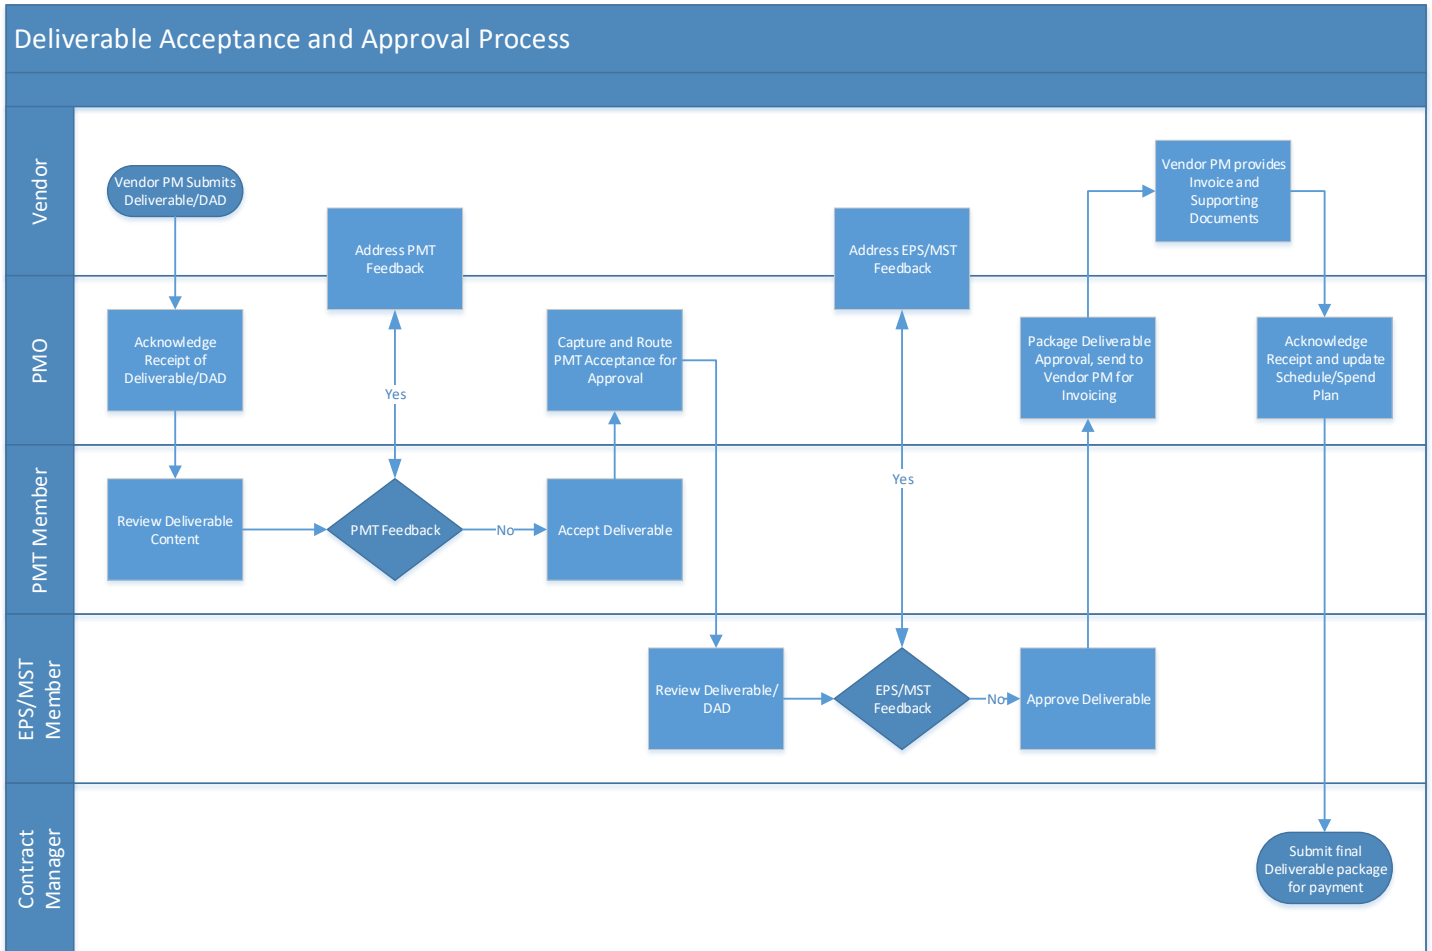 Deliverable Acceptance and Approval Process
Vendor
Vendor PM Submits
Deliverable/DAD
Address PMT
Feedback
Address EPS/MST
Feedback
Vendor PM provides
Invoice and
Supporting
Documents
PMO
Acknowledge
Receipt of
Deliverable/DAD
Yes
Capture and Route
PMT Acceptance for
Approval
Package Deliverable
Approval, send to
Vendor PM for
Invoicing
Acknowledge
Receipt and update
Schedule/Spend
Plan
PMT Member
Review Deliverable
Content
PMT Feedback
No
Accept Deliverable
Yes
EPS/MST
Member
Review Deliverable/
DAD
EPS/MST
Feedback
No
Approve Deliverable
Contract
Manager
Submit final
Deliverable package
for payment